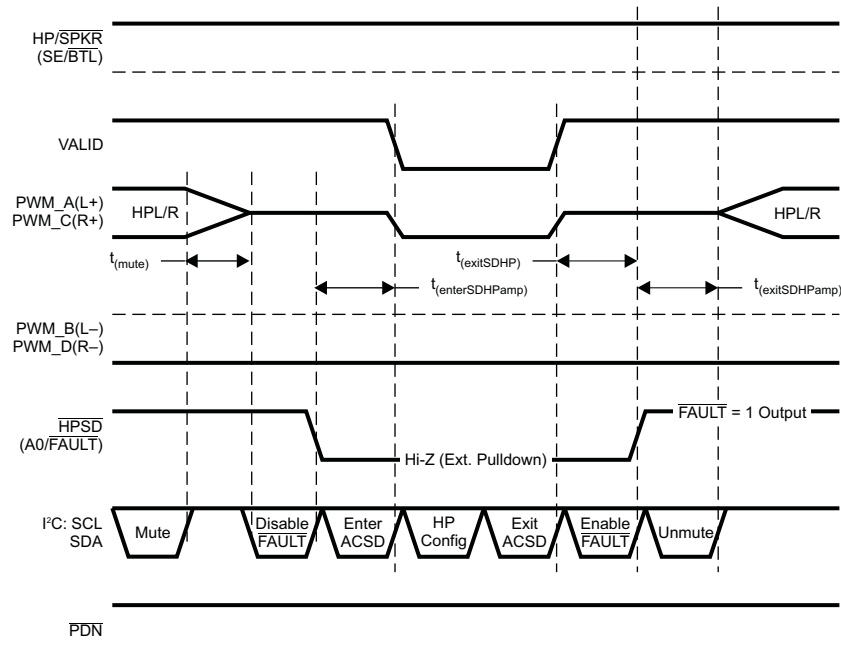 HP/SPKR
(SE/BTL)
VALID
PWM_A(L+)
PWM_C(R+)
HPL/R
HPL/R
t(mute)
t(exitSDHP)
t(enterSDHPamp)
t(exitSDHPamp)
PWM_B(L–)
PWM_D(R–)
HPSD
(A0/FAULT)
FAULT = 1 Output
Hi-Z (Ext. Pulldown)
I²C: SCL
SDA
Mute
Disable
FAULT
Enter
ACSD
HP
Config
Exit
ACSD
Enable
FAULT
Unmute
PDN